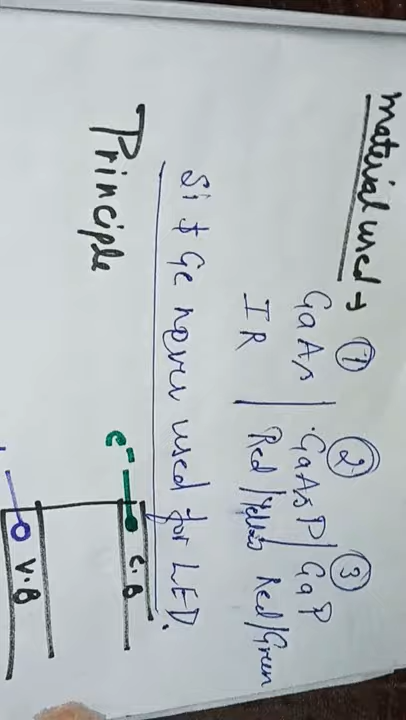 Material used → ① ② ③
GaAs | GaAsP | GaP
IR | Red/Yellow Red/Green
Si & Ge never used for LED.
Principle
e⁻ C.B
V.B